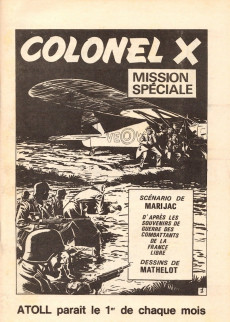 COLONEL X
MISSION
SPÉCIALE
SCÉNARIO DE
MARIJAC
D'APRÈS LES
SOUVENIRS DE
GUERRE DES
COMBATTANTS
DE LA
FRANCE
LIBRE
DESSINS DE
MATHELOT
1
ATOLL parait le 1er de chaque mois